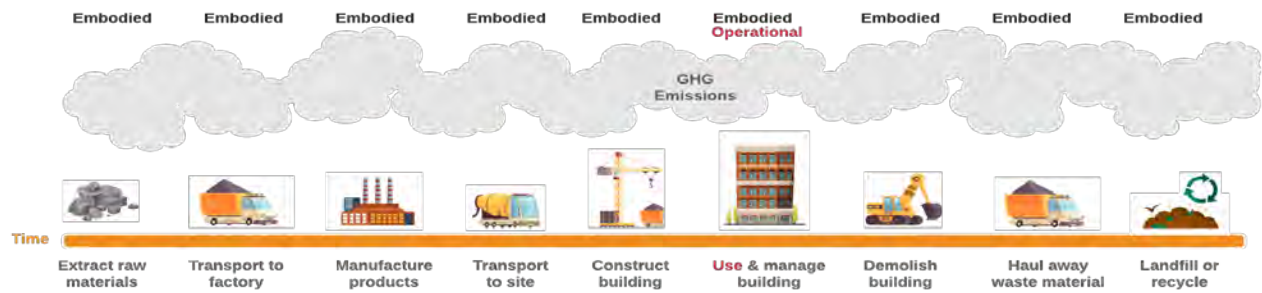 Embodied Embodied Embodied Embodied Embodied Embodied Embodied Embodied Embodied
Operational
GHG
Emissions
Time
Extract raw
materials
Transport to
factory
Manufacture
products
Transport
to site
Construct
building
Use & manage
building
Demolish
building
Haul away
waste material
Landfill or
recycle